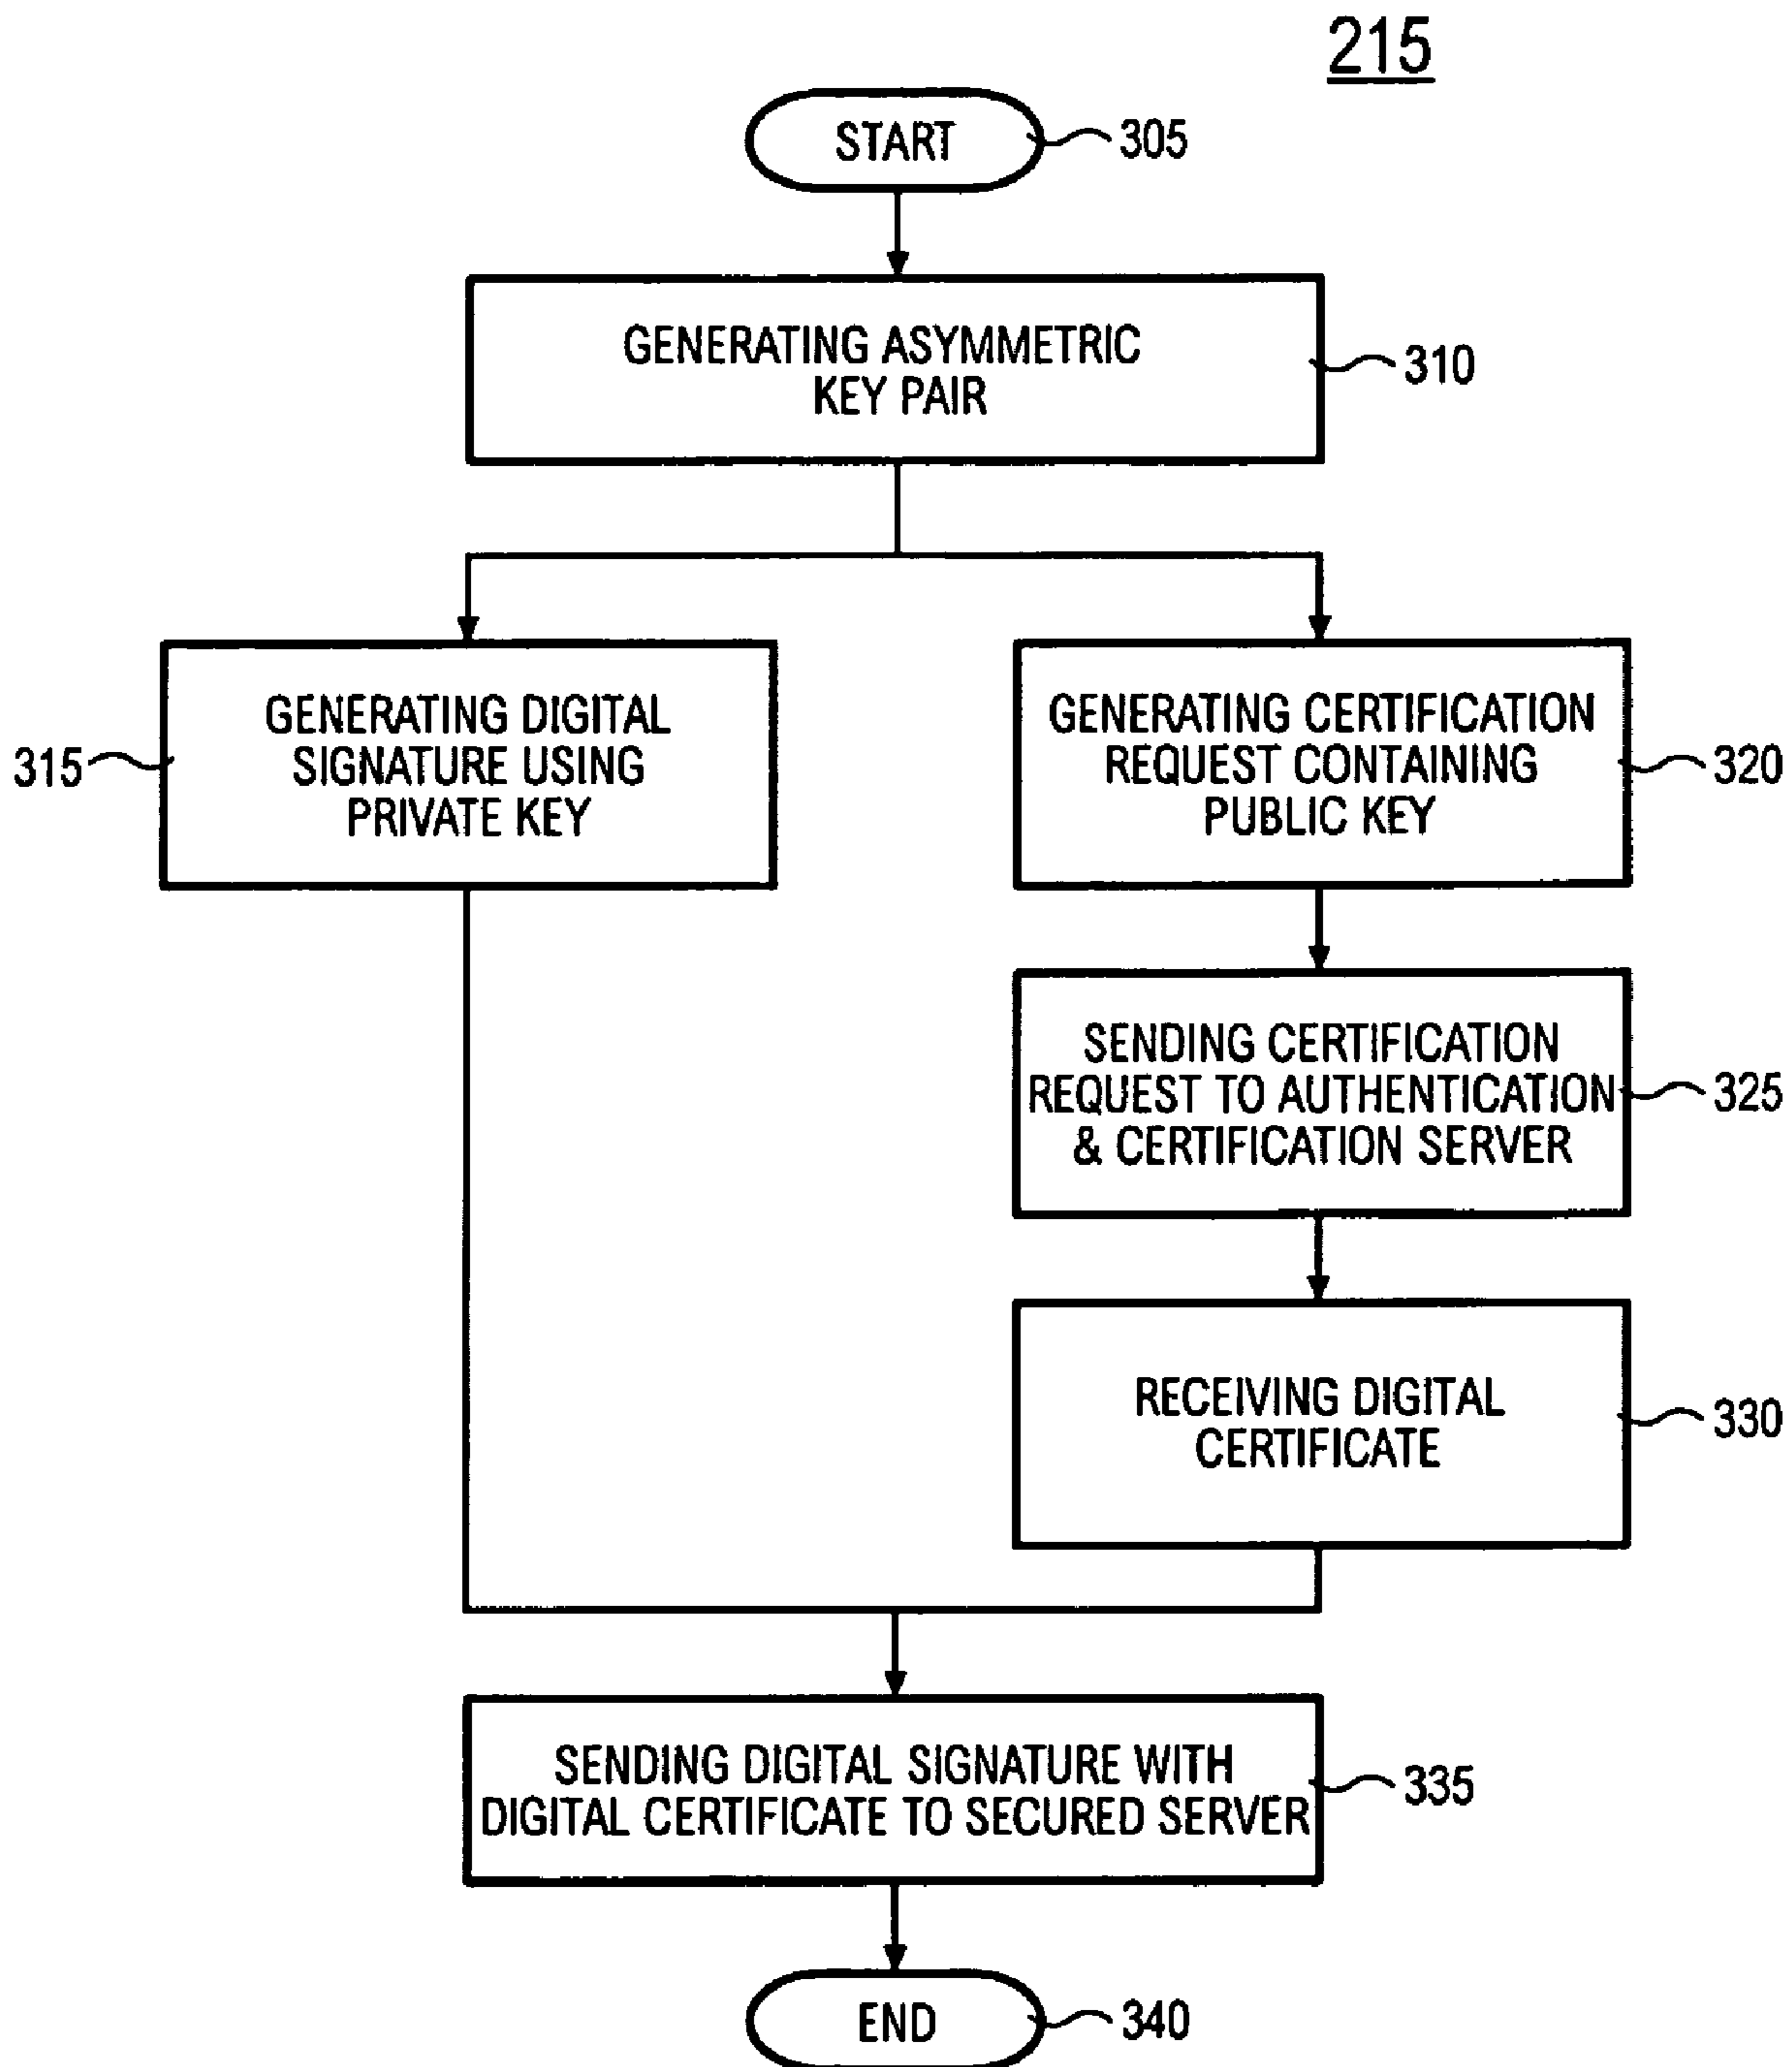 215
START
305
GENERATING ASYMMETRIC
KEY PAIR
310
GENERATING DIGITAL
SIGNATURE USING
PRIVATE KEY
315
GENERATING CERTIFICATION
REQUEST CONTAINING
PUBLIC KEY
320
SENDING CERTIFICATION
REQUEST TO AUTHENTICATION
& CERTIFICATION SERVER
325
RECEIVING DIGITAL
CERTIFICATE
330
SENDING DIGITAL SIGNATURE WITH
DIGITAL CERTIFICATE TO SECURED SERVER
335
END
340